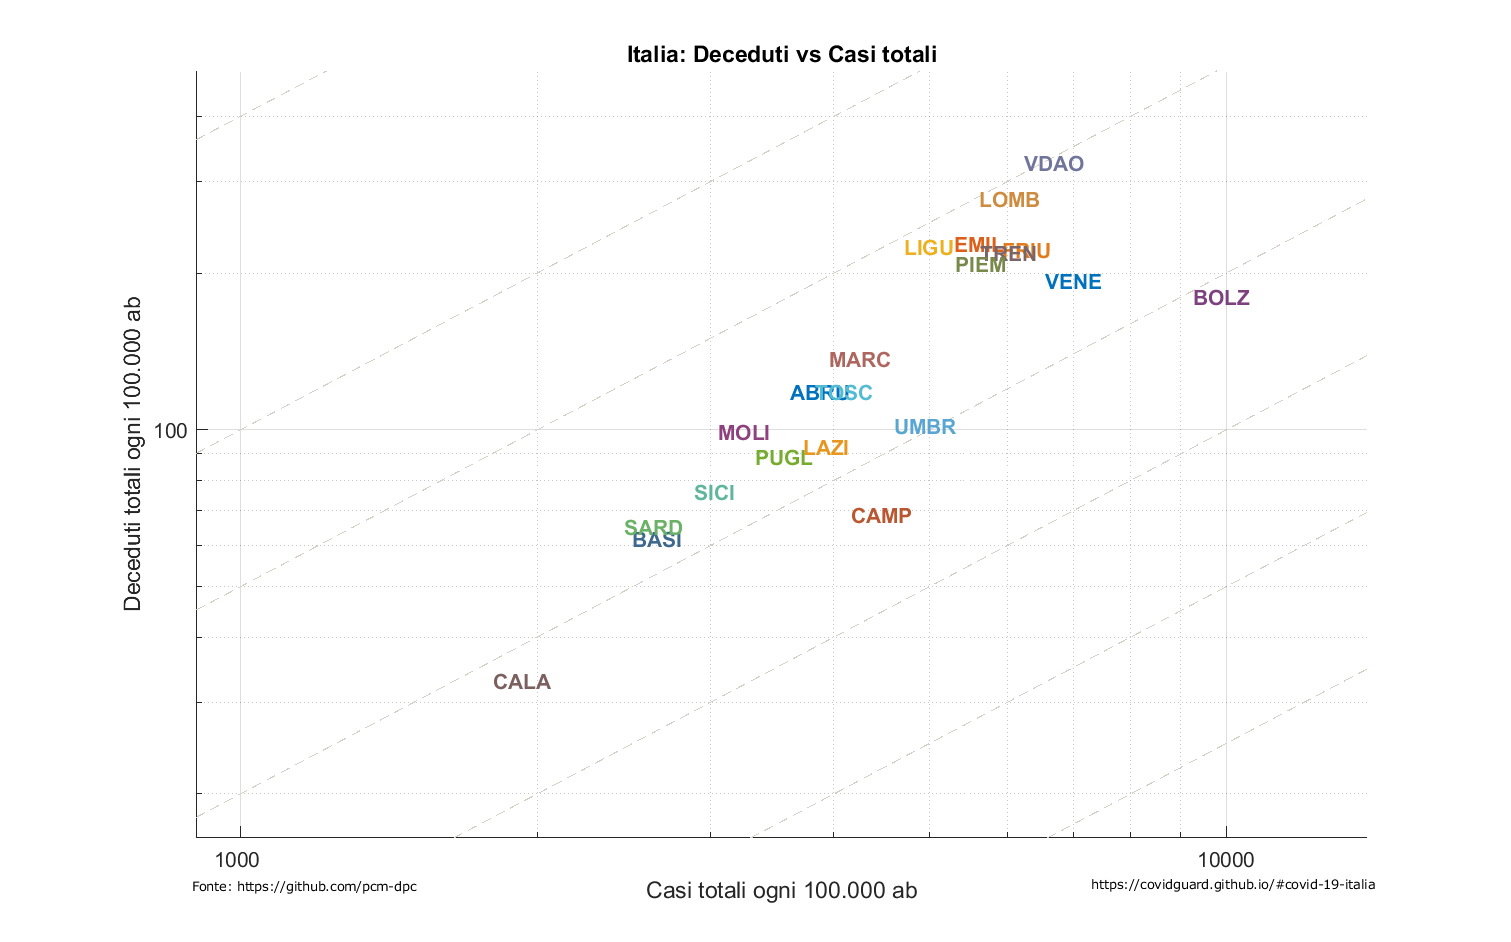 Italia: Deceduti vs Casi totali
VDAO
LOMB
LIGU
EMIL
FRIU
TREN
PIEM
VENE
BOLZ
MARC
ABRU
TOSC
UMBR
MOLI
LAZI
PUGL
SICI
CAMP
SARD
BASI
CALA
Deceduti totali ogni 100.000 ab
100
1000
10000
Casi totali ogni 100.000 ab
Fonte: https://github.com/pcm-dpc
https://covidguard.github.io/#covid-19-italia